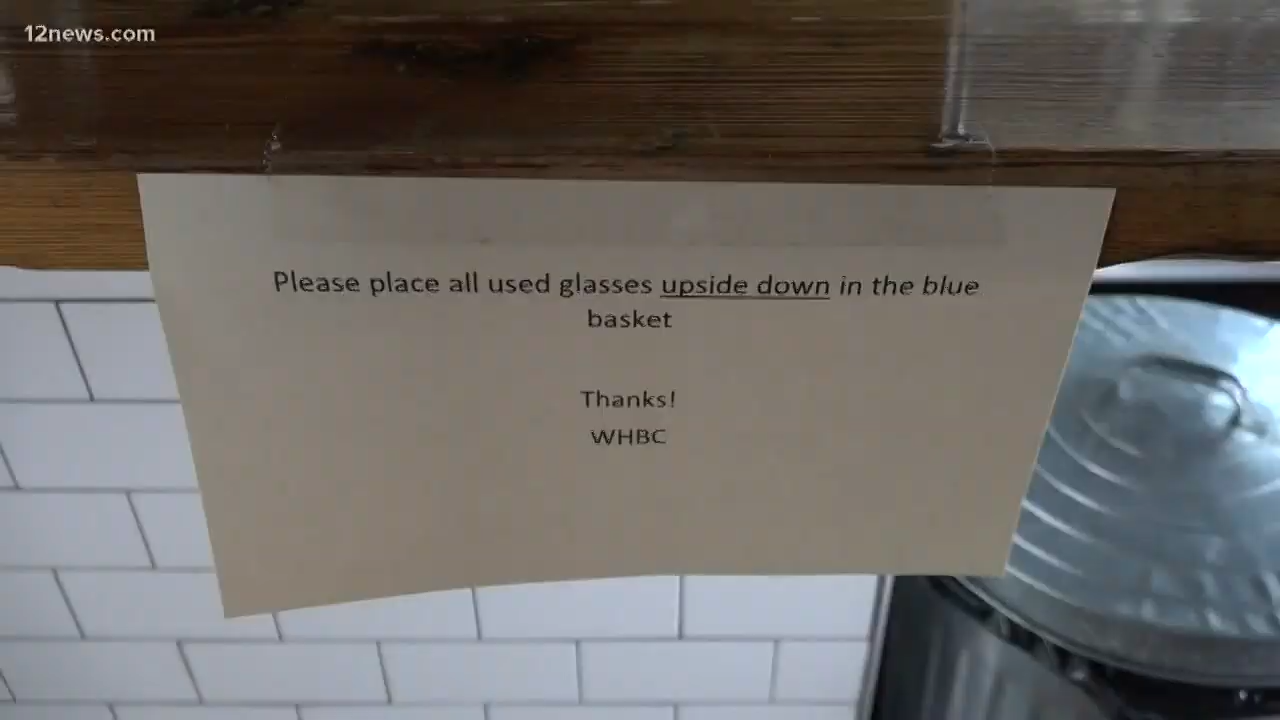 12news.com
Please place all used glasses upside down in the blue
basket
Thanks!
WHBC